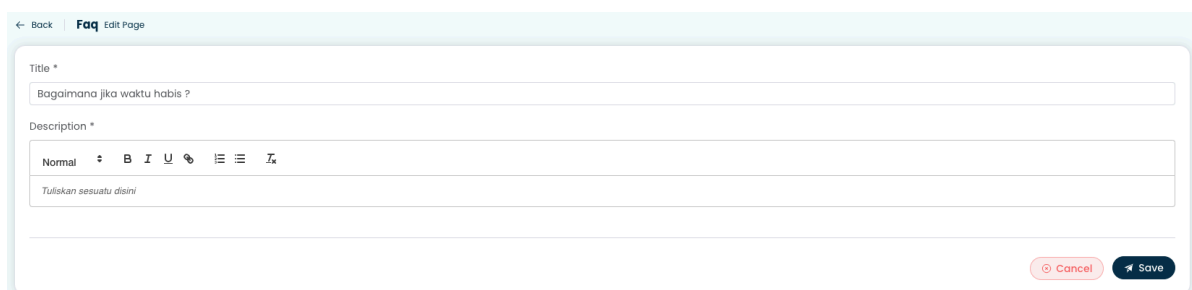 ← Back | Faq Edit Page
Title *
Bagaimana jika waktu habis ?
Description *
Normal B I U
Tuliskan sesuatu disini
Cancel Save